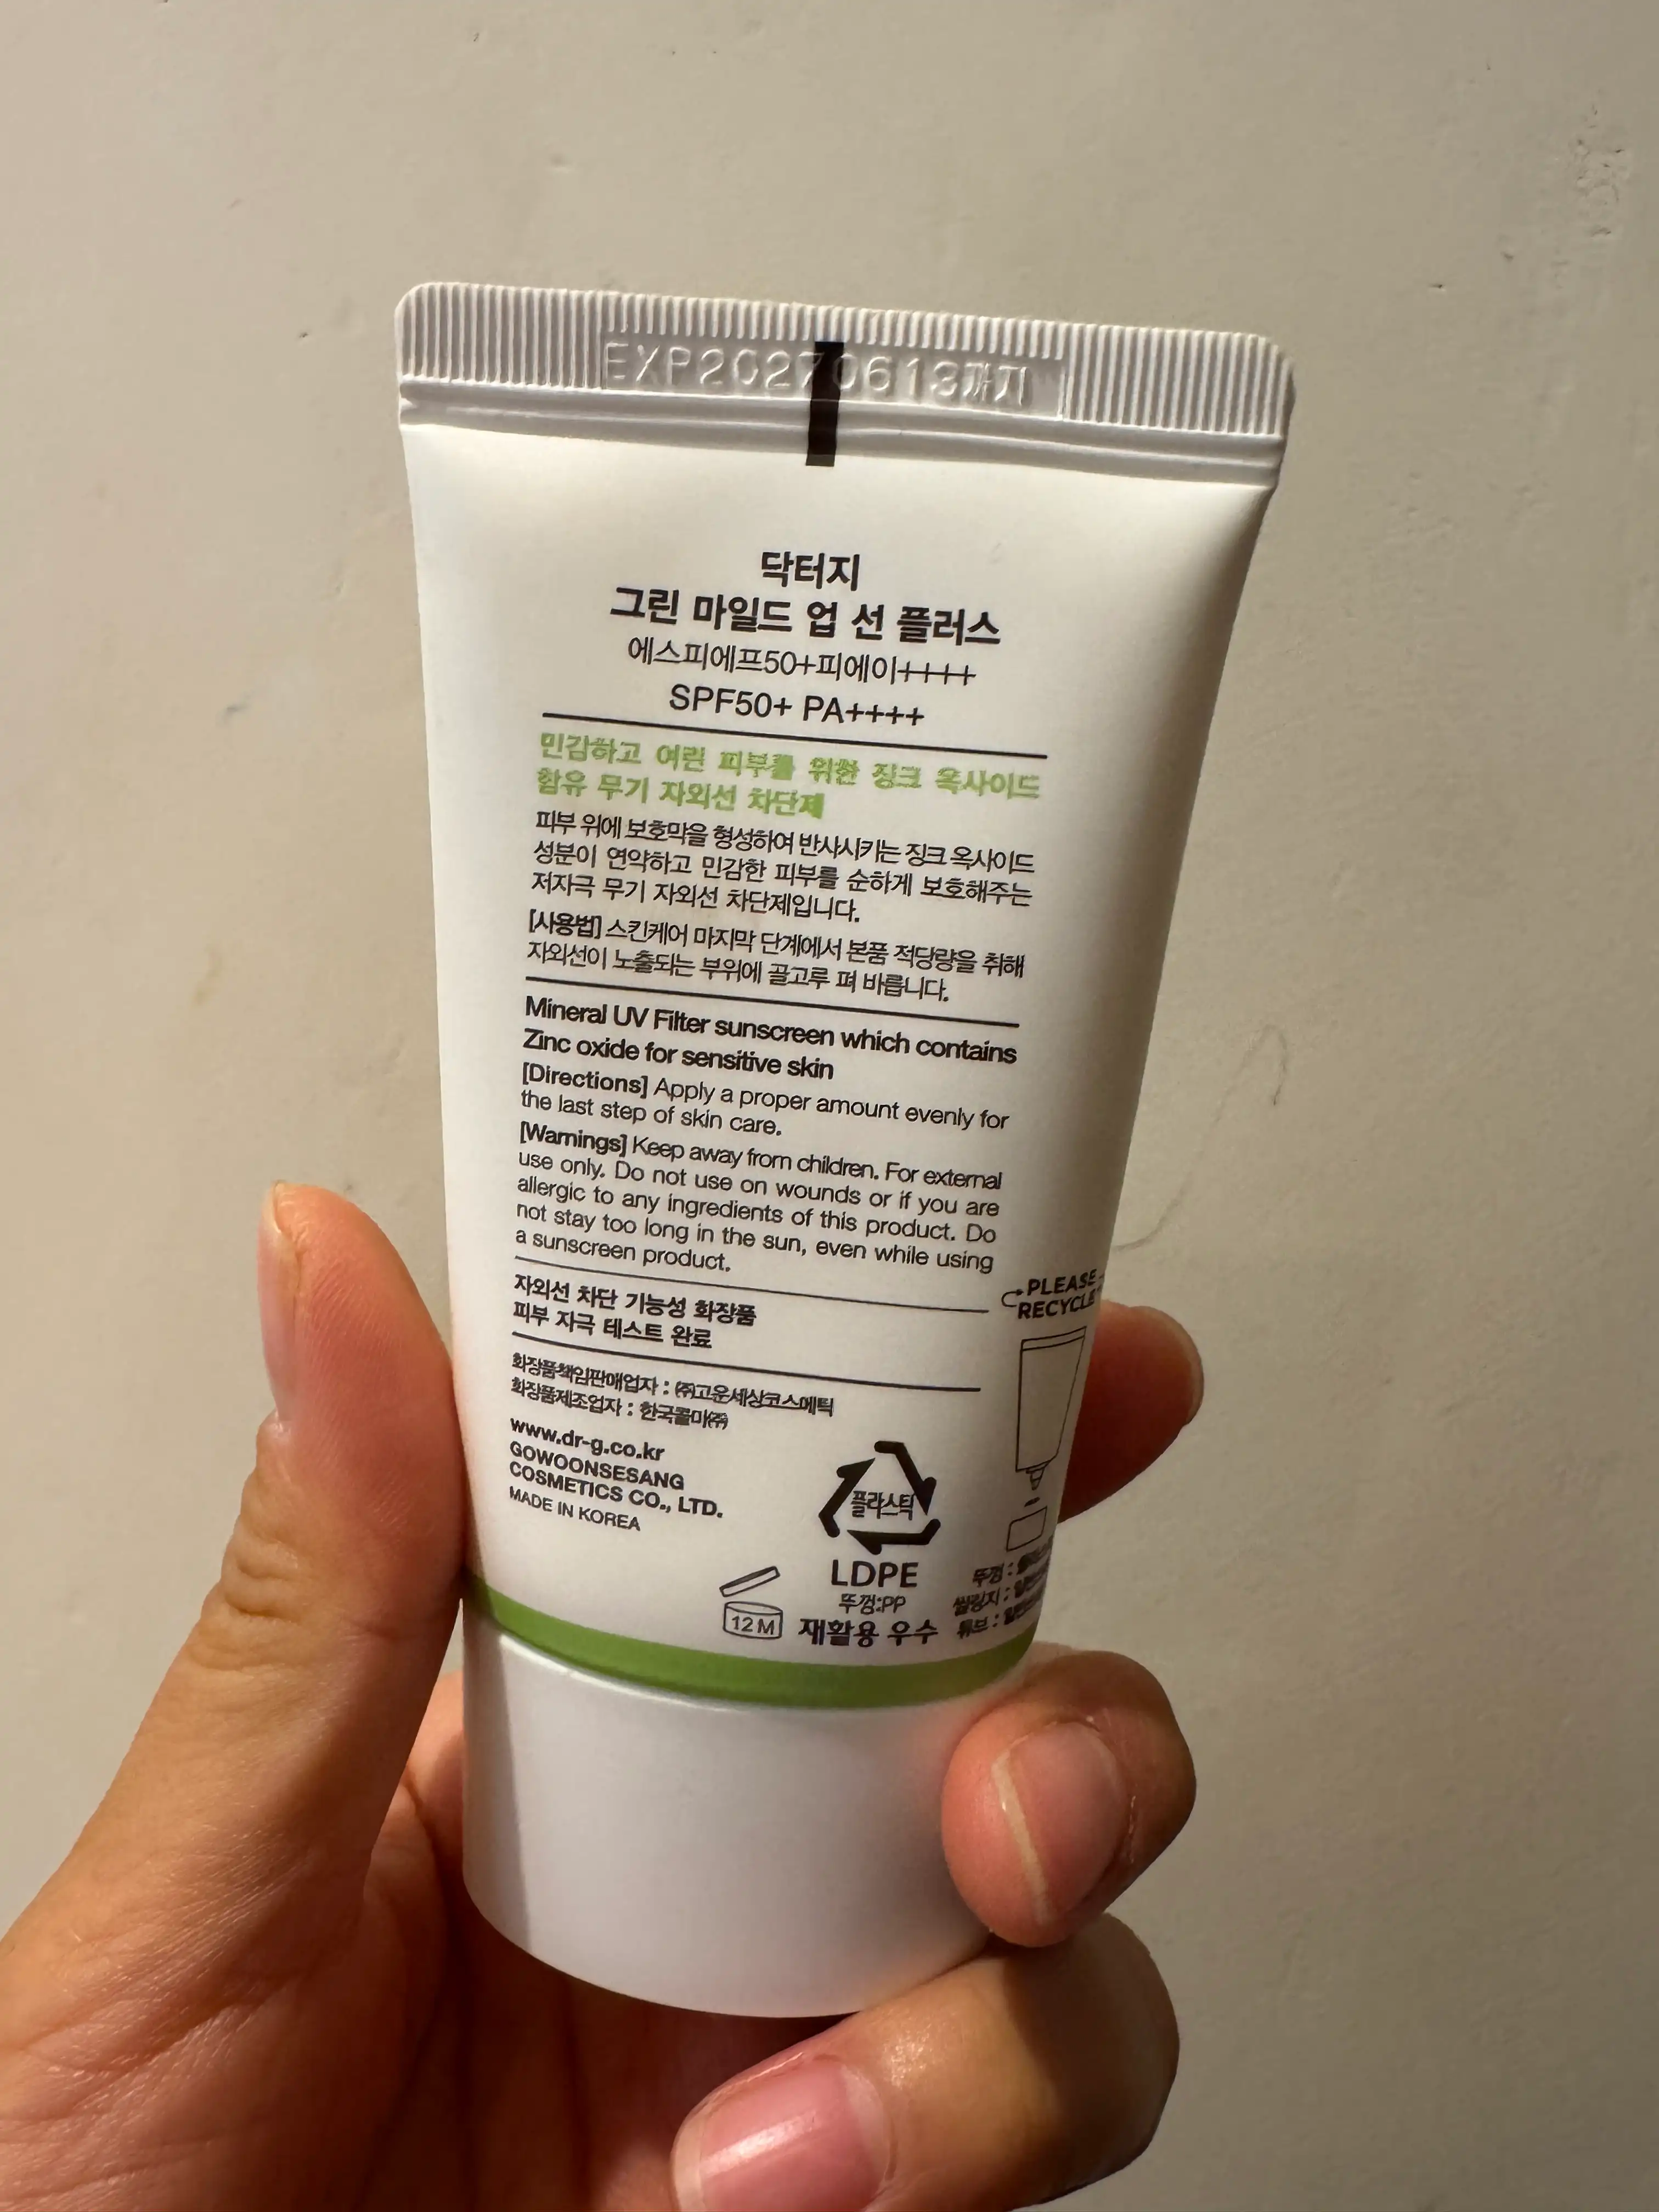 EXP20270613까지
닥터지
그린 마일드 업 선 플러스
에스피에프50+피에이++++
SPF50+ PA++++
민감하고 여린 피부를 위한 징크 옥사이드
함유 무기 자외선 차단제
피부 위에 보호막을 형성하여 반사시키는 징크 옥사이드
성분이 연약하고 민감한 피부를 순하게 보호해주는
저자극 무기 자외선 차단제입니다.
[사용법] 스킨케어 마지막 단계에서 본품 적당량을 취해
자외선이 노출되는 부위에 골고루 펴 바릅니다.
Mineral UV Filter sunscreen which contains
Zinc oxide for sensitive skin
[Directions] Apply a proper amount evenly for
the last step of skin care.
[Warnings] Keep away from children. For external
use only. Do not use on wounds or if you are
allergic to any ingredients of this product. Do
not stay too long in the sun, even while using
a sunscreen product.
자외선 차단 기능성 화장품
피부 자극 테스트 완료
화장품책임판매업자 : ㈜고운세상코스메틱
화장품제조업자 : 한국콜마㈜
www.dr-g.co.kr
GOWOONSESANG
COSMETICS CO., LTD.
MADE IN KOREA
12M
플라스틱
LDPE
뚜껑:PP
재활용 우수
PLEASE
RECYCLE
뚜껑 :
씰링지 :
튜브 :